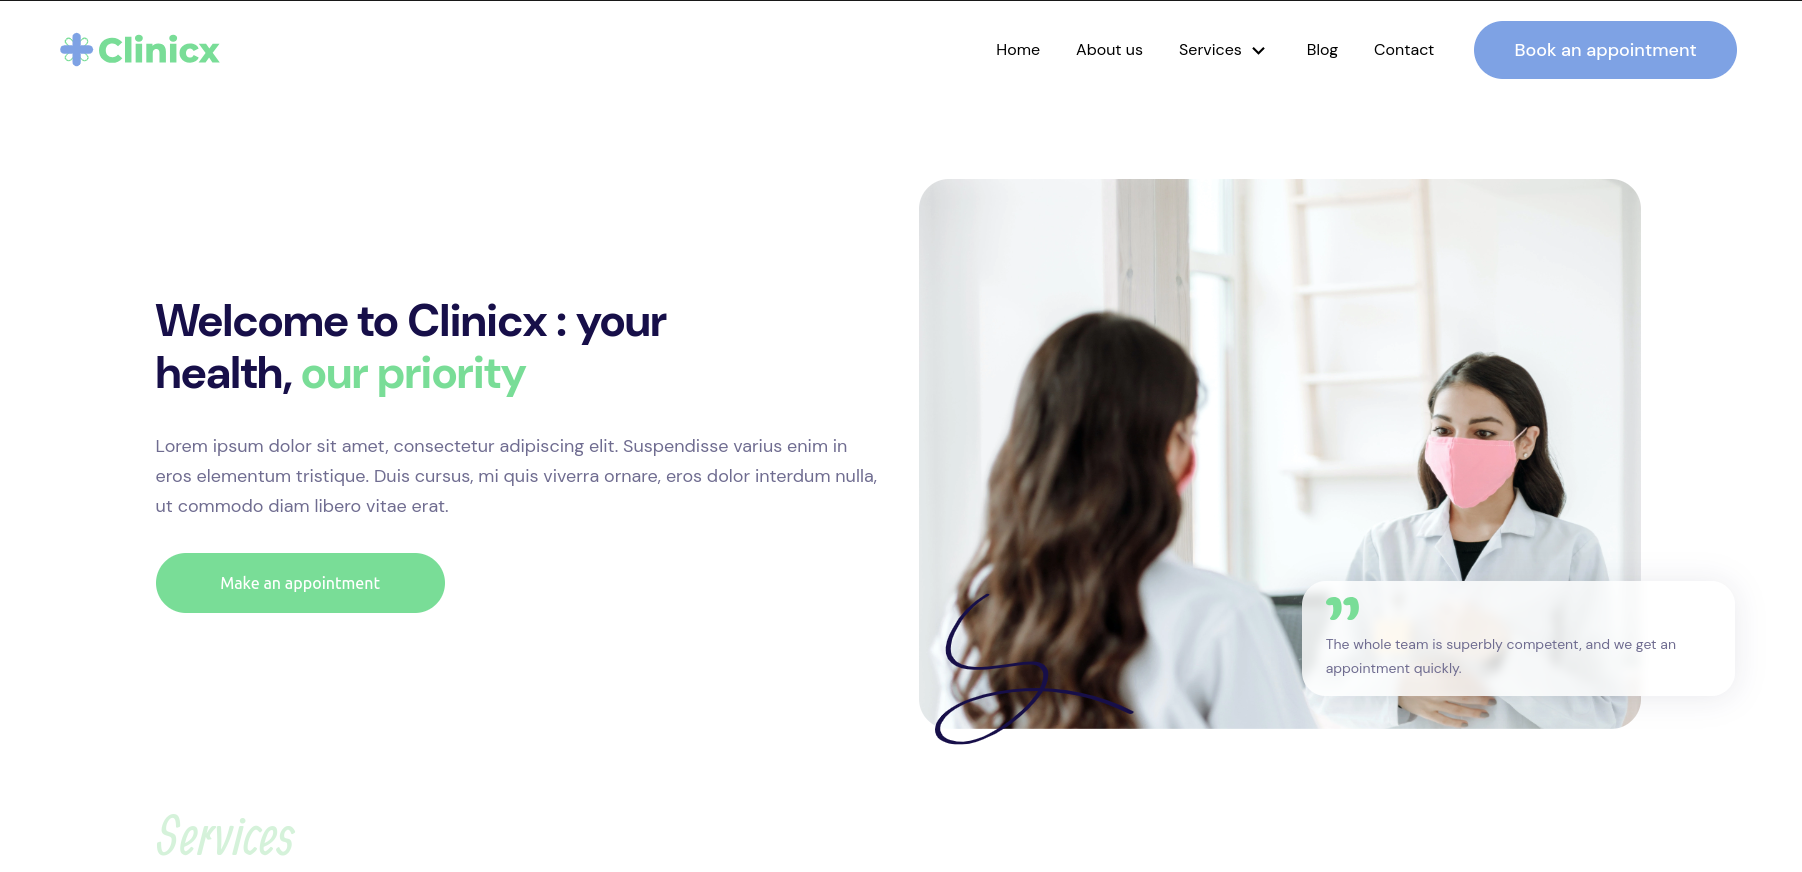 Clinicx
Home
About us
Services
Blog
Contact
Book an appointment
Welcome to Clinicx : your
health, our priority
Lorem ipsum dolor sit amet, consectetur adipiscing elit. Suspendisse varius enim in
eros elementum tristique. Duis cursus, mi quis viverra ornare, eros dolor interdum nulla,
ut commodo diam libero vitae erat.
Make an appointment
”
The whole team is superbly competent, and we get an
appointment quickly.
Services